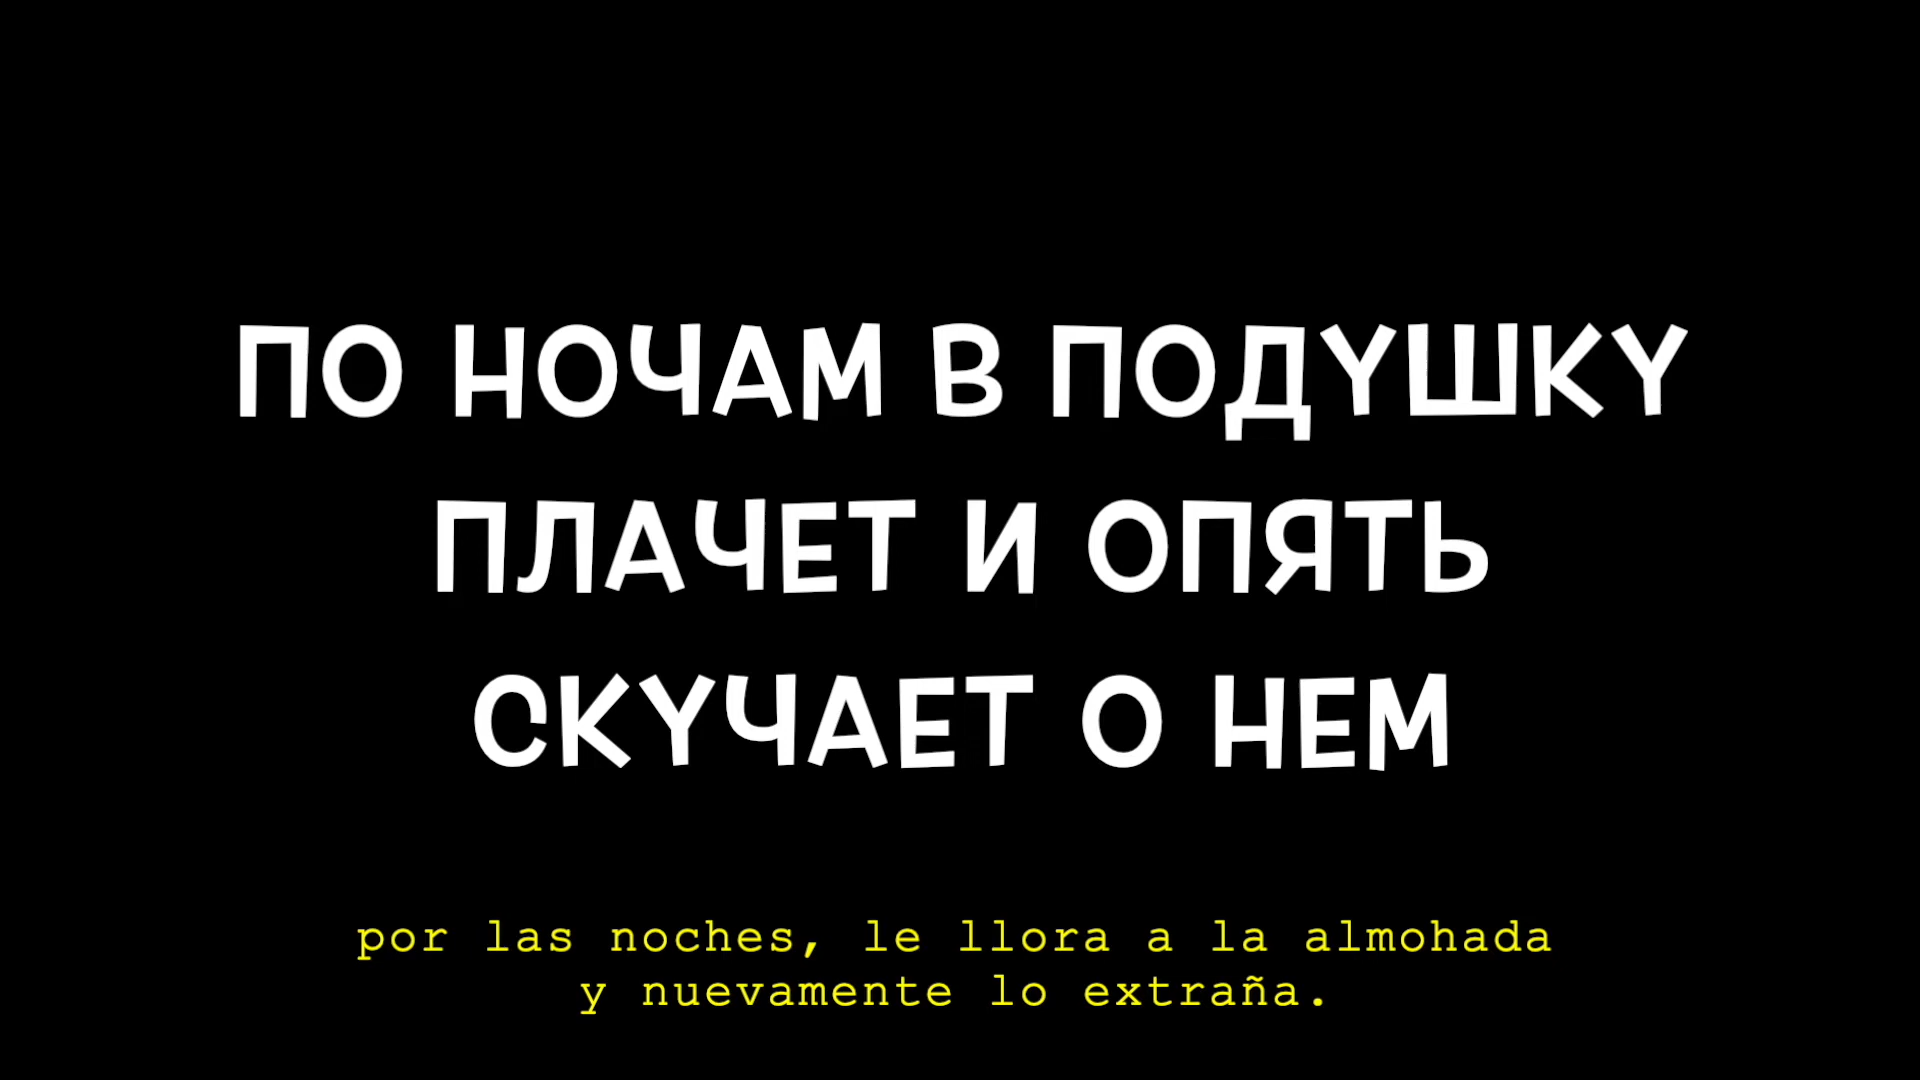 ПО НОЧАМ В ПОДУШКУ
ПЛАЧЕТ И ОПЯТЬ
СКУЧАЕТ О НЕМ
por las noches, le llora a la almohada
y nuevamente lo extraña.